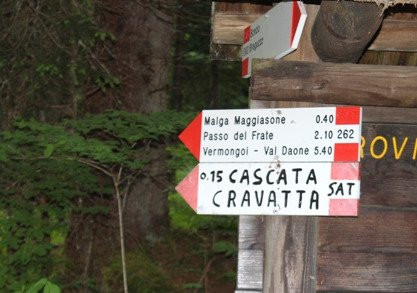 Malga Maggiasone 0.40
Passo del Frate 2.10 262
Vermongoi - Val Daone 5.40
0.15 CASCATA
CRAVATTA SAT
ROVI